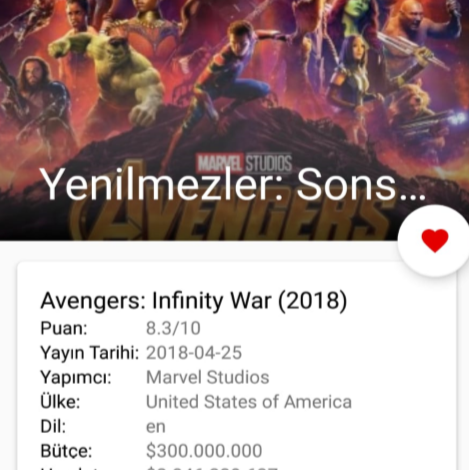 MARVEL STUDIOS
AVENGERS
Yenilmezler: Sons...
Avengers: Infinity War (2018)
Puan: 8.3/10
Yayın Tarihi: 2018-04-25
Yapımcı: Marvel Studios
Ülke: United States of America
Dil: en
Bütçe: $300.000.000